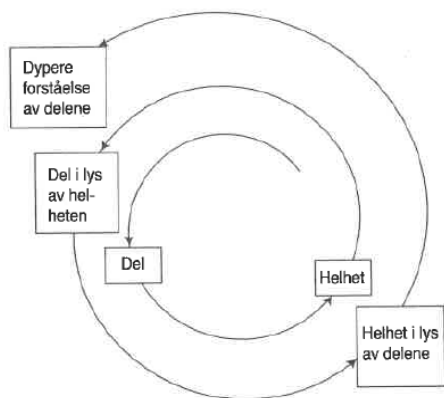 Dypere
forståelse
av delene
Del i lys
av hel-
heten
Del
Helhet
Helhet i lys
av delene